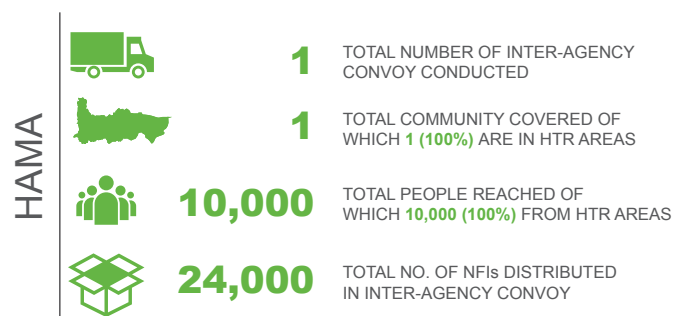 HAMA
1
TOTAL NUMBER OF INTER-AGENCY
CONVOY CONDUCTED
1
TOTAL COMMUNITY COVERED OF
WHICH 1 (100%) ARE IN HTR AREAS
10,000
TOTAL PEOPLE REACHED OF
WHICH 10,000 (100%) FROM HTR AREAS
24,000
TOTAL NO. OF NFIs DISTRIBUTED
IN INTER-AGENCY CONVOY